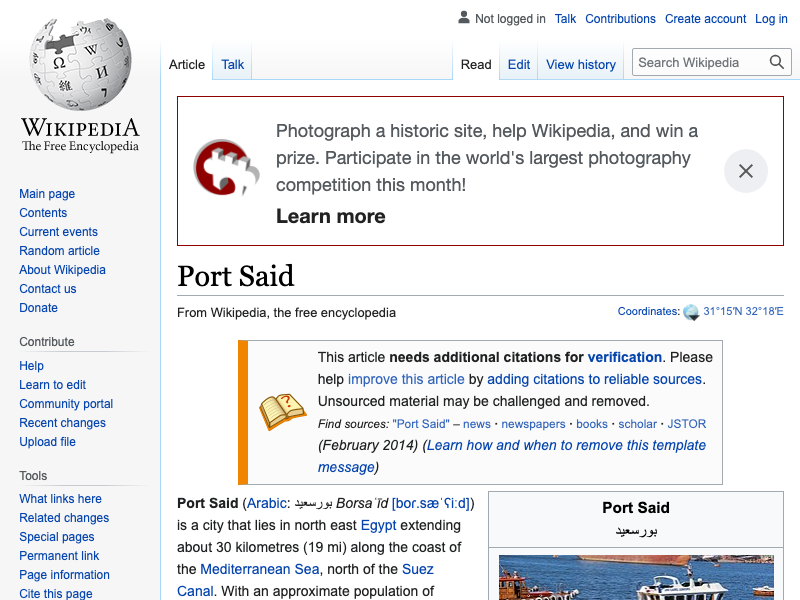 Not logged in Talk Contributions Create account Log in
Article Talk Read Edit View history Search Wikipedia
WIKIPEDIA
The Free Encyclopedia
Main page
Contents
Current events
Random article
About Wikipedia
Contact us
Donate
Contribute
Help
Learn to edit
Community portal
Recent changes
Upload file
Tools
What links here
Related changes
Special pages
Permanent link
Page information
Cite this page
Photograph a historic site, help Wikipedia, and win a
prize. Participate in the world's largest photography
competition this month!
Learn more
Port Said
From Wikipedia, the free encyclopedia
Coordinates: 31°15′N 32°18′E
This article needs additional citations for verification. Please
help improve this article by adding citations to reliable sources.
Unsourced material may be challenged and removed.
Find sources: "Port Said" – news · newspapers · books · scholar · JSTOR
(February 2014) (Learn how and when to remove this template
message)
Port Said (Arabic: بورسعيد Borsaʿīd [boɾ.sæˈʕiːd])
is a city that lies in north east Egypt extending
about 30 kilometres (19 mi) along the coast of
the Mediterranean Sea, north of the Suez
Canal. With an approximate population of
Port Said
بورسعيد